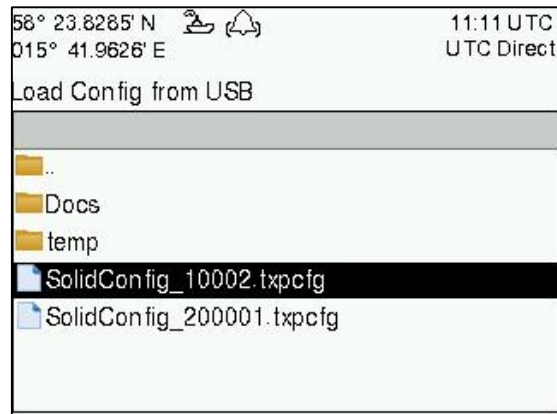 58° 23.8285' N 11:11 UTC
015° 41.9626' E UTC Direct
Load Config from USB
..
Docs
temp
SolidConfig_10002.txpcfg
SolidConfig_200001.txpcfg